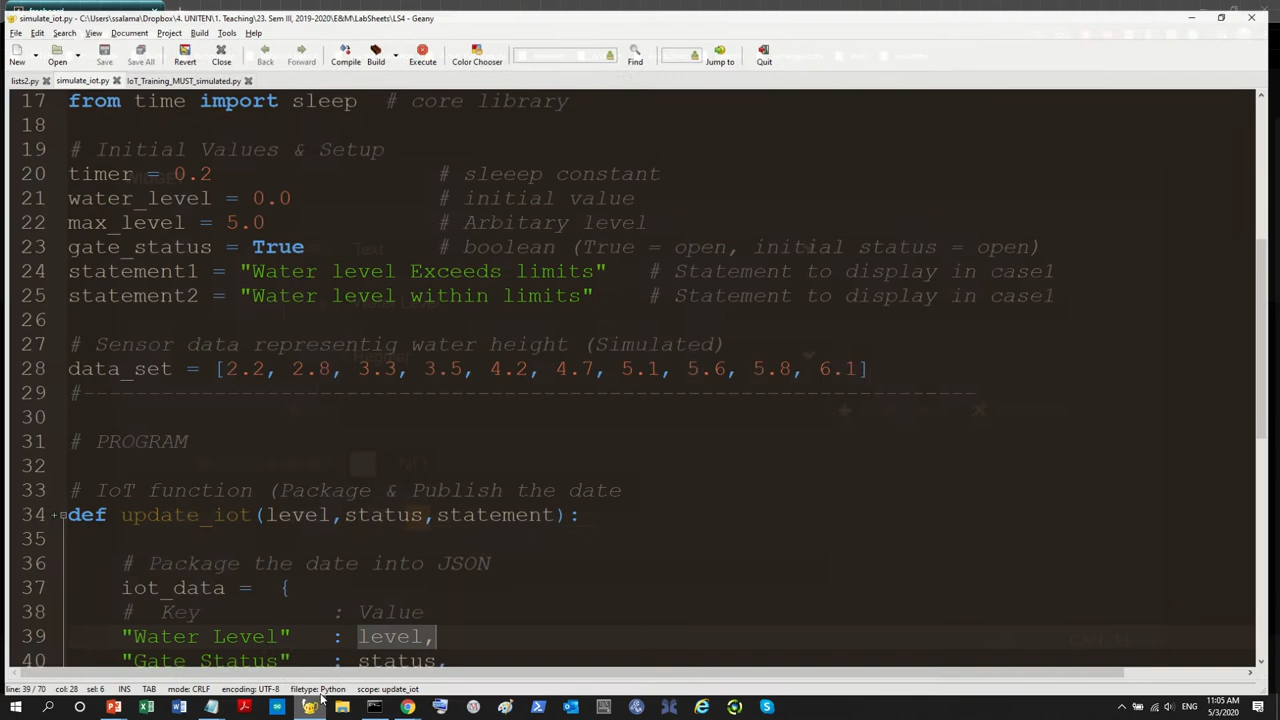 simulate_iot.py - C:\Users\ssalama\Dropbox\4. UNITEN\1. Teaching\23. Sem III, 2019-2020\E&M\LabSheets\LS4 - Geany
File Edit Search View Document Project Build Tools Help
New Open Save Save All Revert Close Back Forward Compile Build Execute Color Chooser Find Jump to Quit
lists2.py simulate_iot.py IoT_Training_MUST_simulated.py
17 from time import sleep # core library
18
19 # Initial Values & Setup
20 timer = 0.2 # sleeep constant
21 water_level = 0.0 # initial value
22 max_level = 5.0 # Arbitary level
23 gate_status = True # boolean (True = open, initial status = open)
24 statement1 = "Water level Exceeds limits" # Statement to display in case1
25 statement2 = "Water level within limits" # Statement to display in case1
26
27 # Sensor data representig water height (Simulated)
28 data_set = [2.2, 2.8, 3.3, 3.5, 4.2, 4.7, 5.1, 5.6, 5.8, 6.1]
29 #--------------------------------------------------------------------
30
31 # PROGRAM
32
33 # IoT function (Package & Publish the date
34 def update_iot(level,status,statement):
35
36 # Package the date into JSON
37 iot_data = {
38 # Key : Value
39 "Water Level" : level,
40 "Gate Status" : status,
line: 39 / 70 col: 28 sel: 6 INS TAB mode: CRLF encoding: UTF-8 filetype: Python scope: update_iot
ENG 11:05 AM
5/3/2020